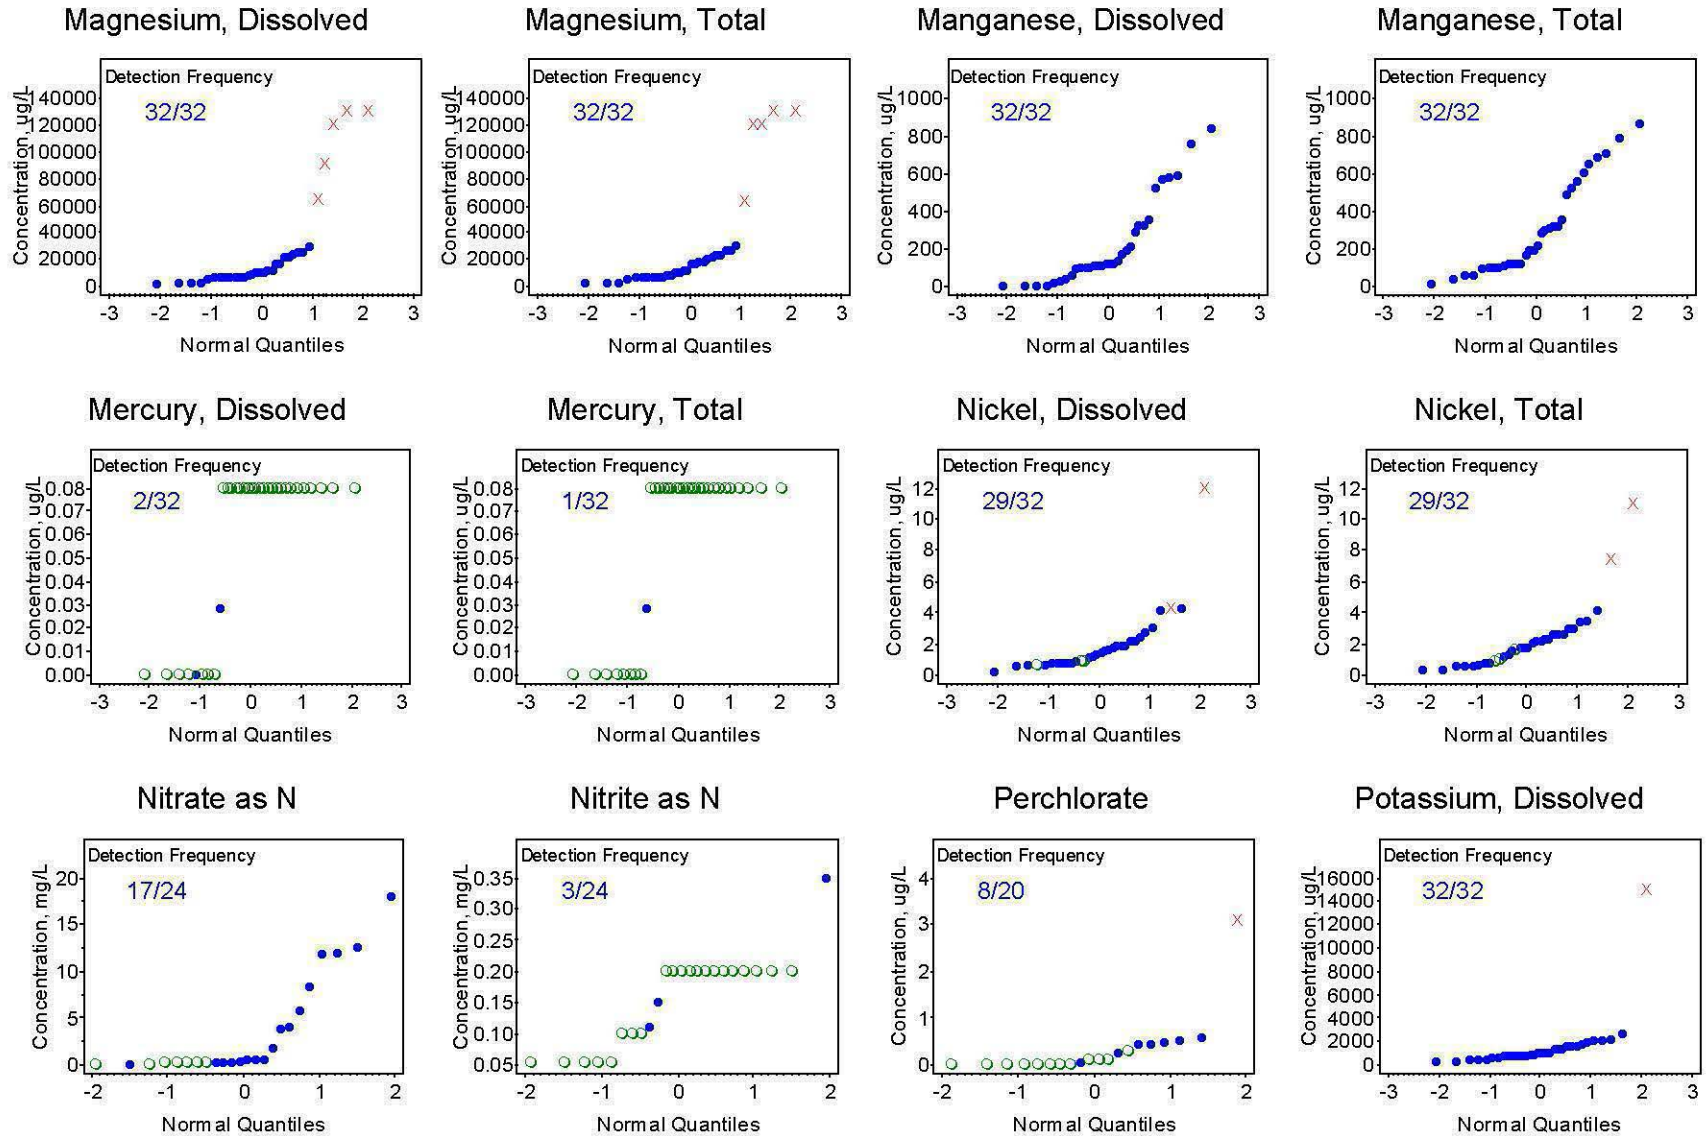 Magnesium, Dissolved
Detection Frequency
32/32
Concentration, ug/L
140000
120000
100000
80000
60000
40000
20000
0
-3 -2 -1 0 1 2 3
Normal Quantiles
Magnesium, Total
Detection Frequency
32/32
Concentration, ug/L
140000
120000
100000
80000
60000
40000
20000
0
-3 -2 -1 0 1 2 3
Normal Quantiles
Manganese, Dissolved
Detection Frequency
32/32
Concentration, ug/L
1000
800
600
400
200
0
-3 -2 -1 0 1 2 3
Normal Quantiles
Manganese, Total
Detection Frequency
32/32
Concentration, ug/L
1000
800
600
400
200
0
-3 -2 -1 0 1 2 3
Normal Quantiles
Mercury, Dissolved
Detection Frequency
2/32
Concentration, ug/L
0.08
0.07
0.06
0.05
0.04
0.03
0.02
0.01
0.00
-3 -2 -1 0 1 2 3
Normal Quantiles
Mercury, Total
Detection Frequency
1/32
Concentration, ug/L
0.08
0.07
0.06
0.05
0.04
0.03
0.02
0.01
0.00
-3 -2 -1 0 1 2 3
Normal Quantiles
Nickel, Dissolved
Detection Frequency
29/32
Concentration, ug/L
12
10
8
6
4
2
0
-3 -2 -1 0 1 2 3
Normal Quantiles
Nickel, Total
Detection Frequency
29/32
Concentration, ug/L
12
10
8
6
4
2
0
-3 -2 -1 0 1 2 3
Normal Quantiles
Nitrate as N
Detection Frequency
17/24
Concentration, mg/L
20
15
10
5
0
-2 -1 0 1 2
Normal Quantiles
Nitrite as N
Detection Frequency
3/24
Concentration, mg/L
0.35
0.30
0.25
0.20
0.15
0.10
0.05
-2 -1 0 1 2
Normal Quantiles
Perchlorate
Detection Frequency
8/20
Concentration, ug/L
4
3
2
1
0
-2 -1 0 1 2
Normal Quantiles
Potassium, Dissolved
Detection Frequency
32/32
Concentration, ug/L
16000
14000
12000
10000
8000
6000
4000
2000
0
-3 -2 -1 0 1 2 3
Normal Quantiles